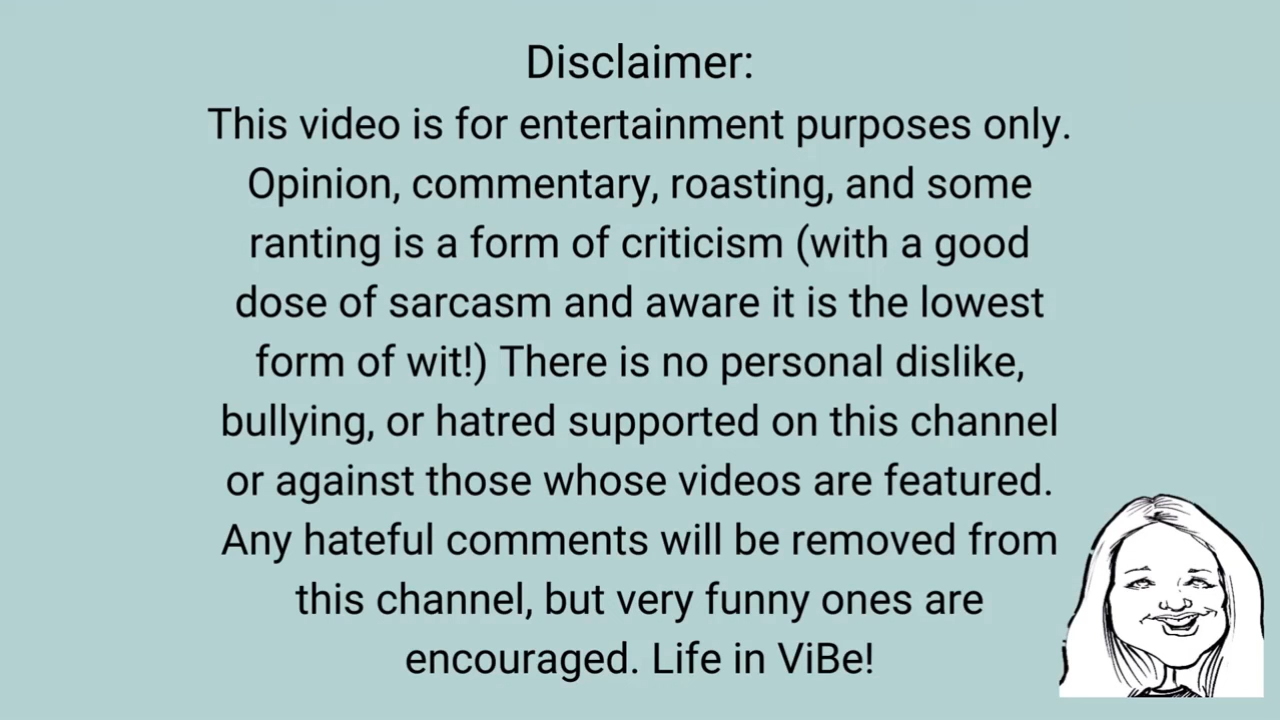 Disclaimer:
This video is for entertainment purposes only.
Opinion, commentary, roasting, and some
ranting is a form of criticism (with a good
dose of sarcasm and aware it is the lowest
form of wit!) There is no personal dislike,
bullying, or hatred supported on this channel
or against those whose videos are featured.
Any hateful comments will be removed from
this channel, but very funny ones are
encouraged. Life in ViBe!